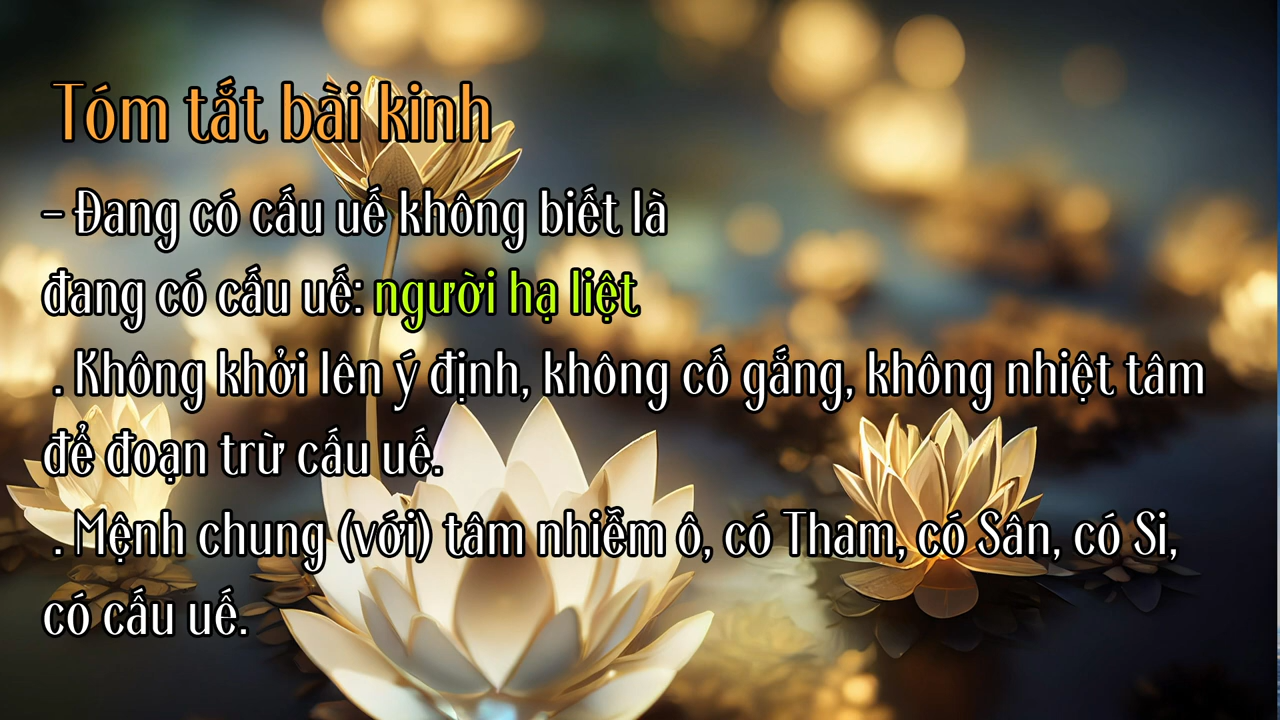 Tóm tắt bài kinh
- Đang có cấu uế không biết là
đang có cấu uế: người hạ liệt
. Không khởi lên ý định, không cố gắng, không nhiệt tâm
để đoạn trừ cấu uế.
. Mệnh chung (với) tâm nhiễm ô, có Tham, có Sân, có Si,
có cấu uế.